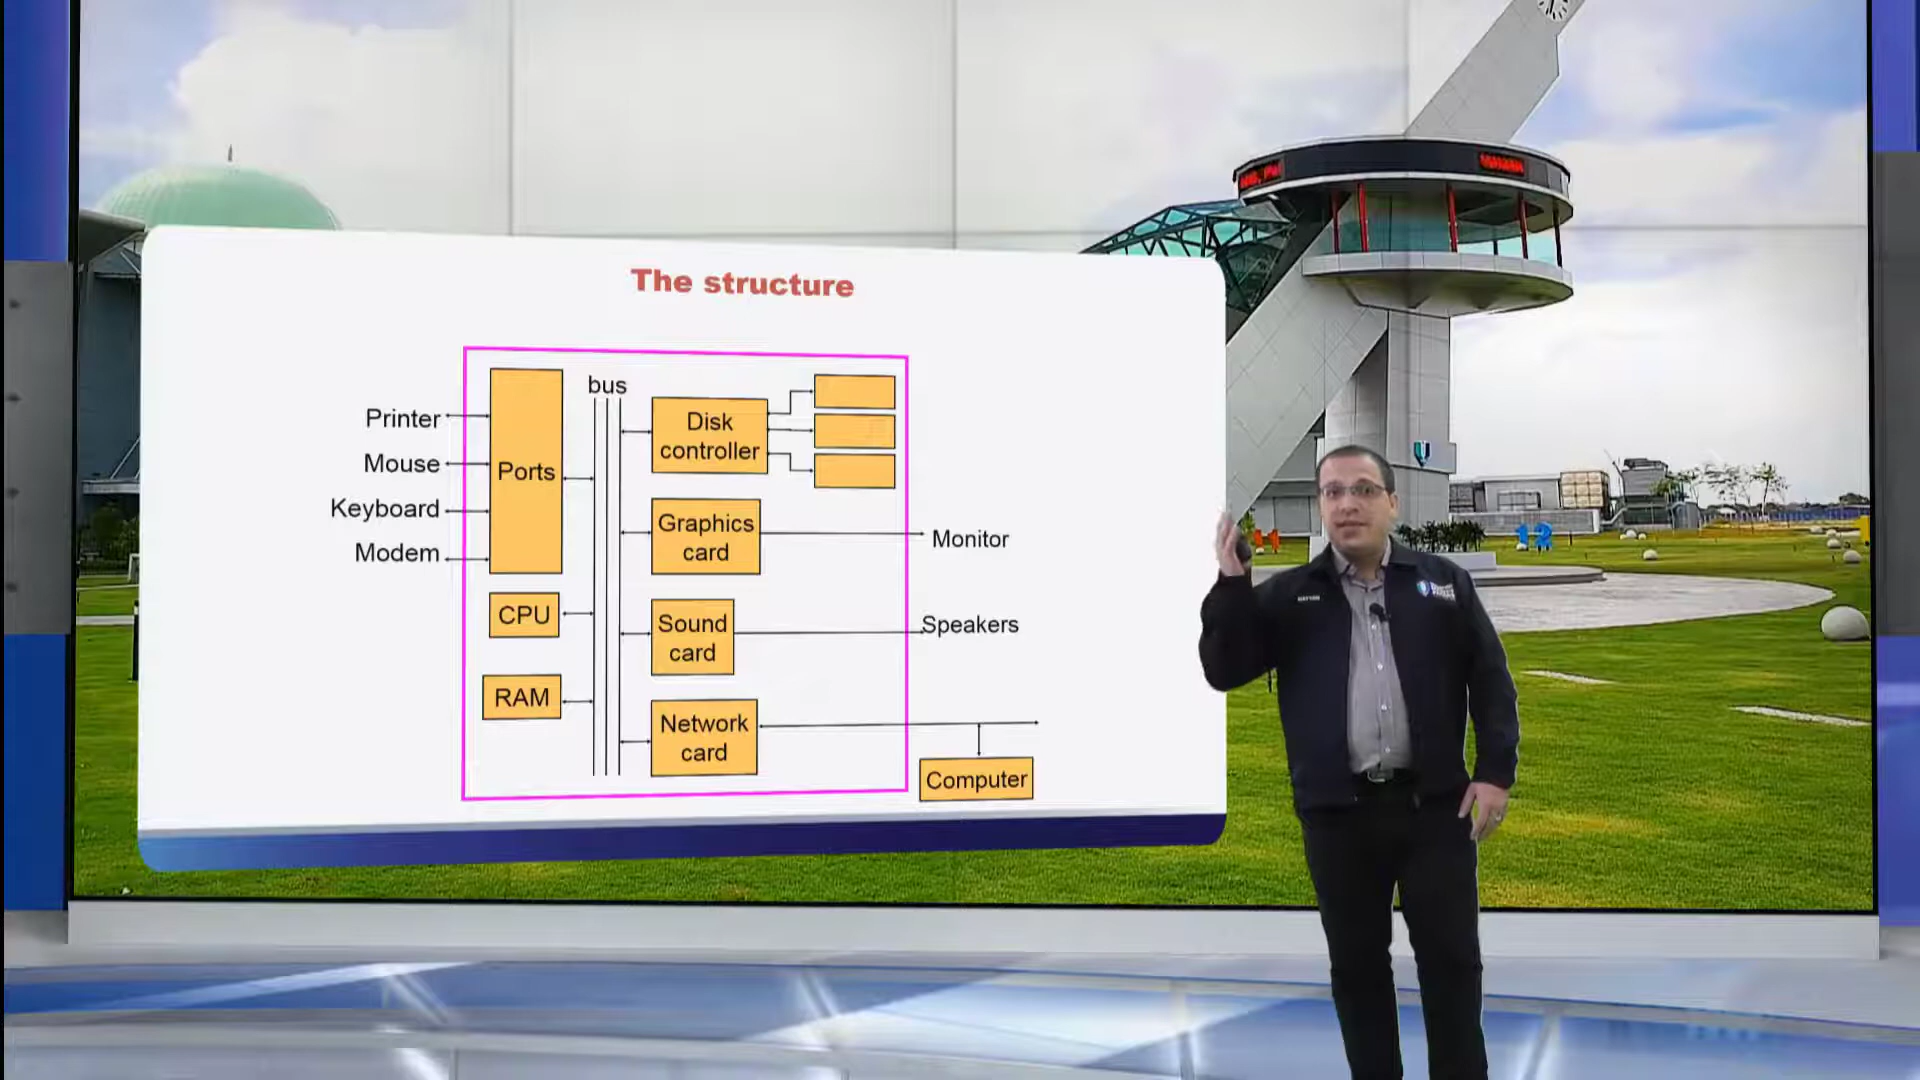 The structure
bus
Printer
Mouse
Keyboard
Modem
Ports
CPU
RAM
Disk
controller
Graphics
card
Sound
card
Network
card
Monitor
Speakers
Computer
12